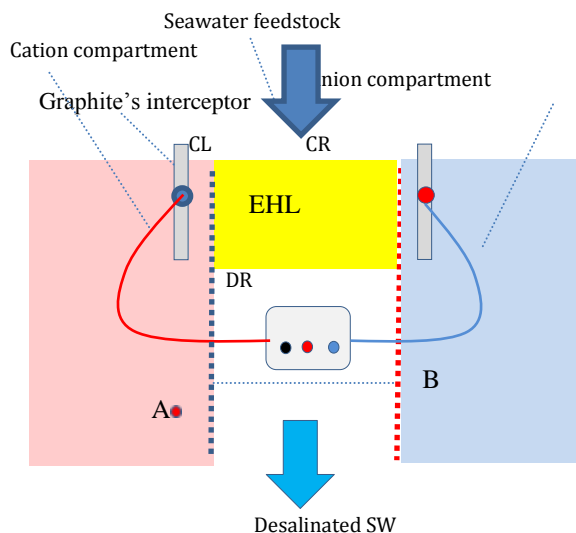 Seawater feedstock
Cation compartment
nion compartment
Graphite’s interceptor
CL
CR
EHL
DR
A
B
Desalinated SW